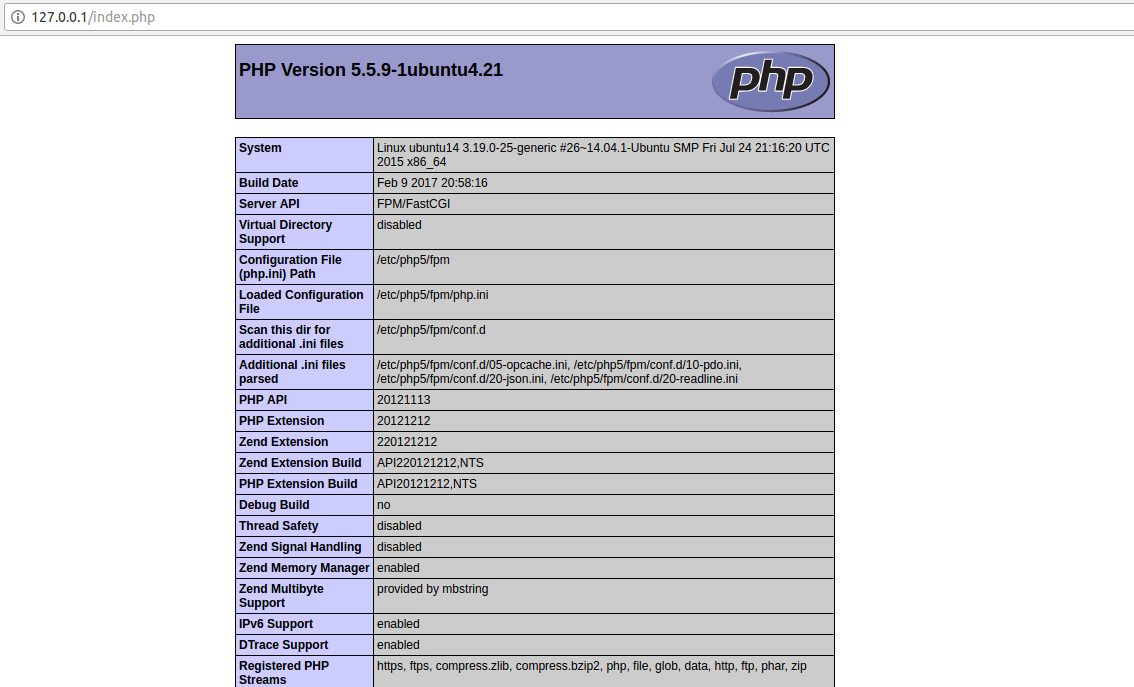 127.0.0.1/index.php
PHP Version 5.5.9-1ubuntu4.21
php
System
Linux ubuntu14 3.19.0-25-generic #26~14.04.1-Ubuntu SMP Fri Jul 24 21:16:20 UTC
2015 x86_64
Build Date
Feb 9 2017 20:58:16
Server API
FPM/FastCGI
Virtual Directory
Support
disabled
Configuration File
(php.ini) Path
/etc/php5/fpm
Loaded Configuration
File
/etc/php5/fpm/php.ini
Scan this dir for
additional .ini files
/etc/php5/fpm/conf.d
Additional .ini files
parsed
/etc/php5/fpm/conf.d/05-opcache.ini, /etc/php5/fpm/conf.d/10-pdo.ini,
/etc/php5/fpm/conf.d/20-json.ini, /etc/php5/fpm/conf.d/20-readline.ini
PHP API
20121113
PHP Extension
20121212
Zend Extension
220121212
Zend Extension Build
API220121212,NTS
PHP Extension Build
API20121212,NTS
Debug Build
no
Thread Safety
disabled
Zend Signal Handling
disabled
Zend Memory Manager
enabled
Zend Multibyte
Support
provided by mbstring
IPv6 Support
enabled
DTrace Support
enabled
Registered PHP
Streams
https, ftps, compress.zlib, compress.bzip2, php, file, glob, data, http, ftp, phar, zip